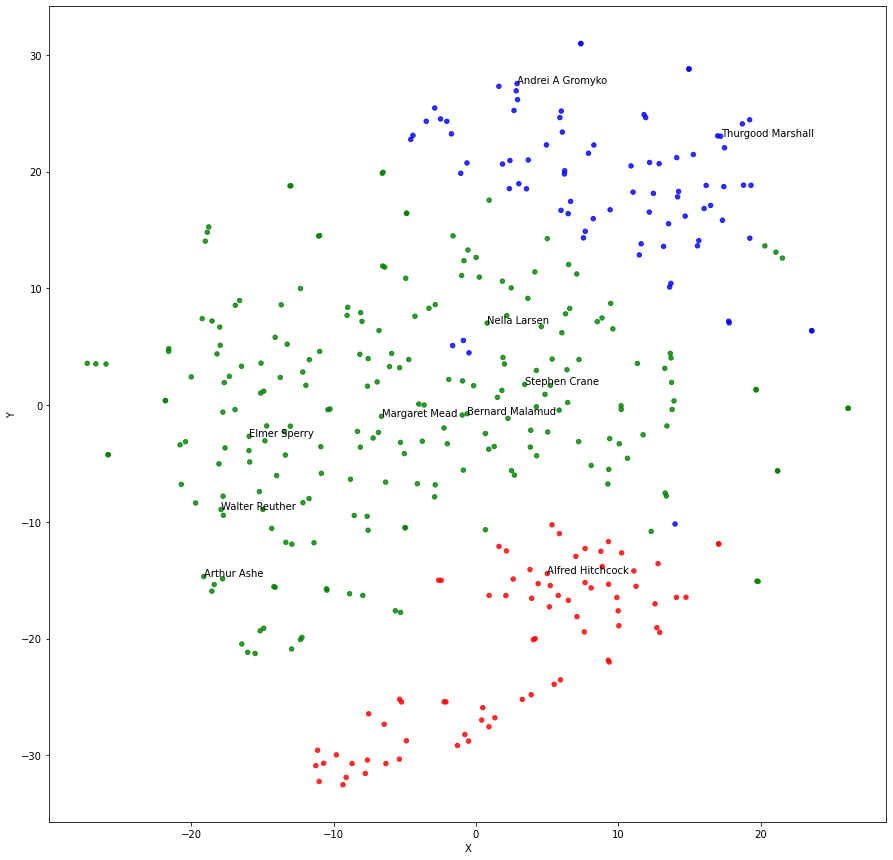 30
20
10
0
−10
−20
−30
Y
Andrei A Gromyko
Thurgood Marshall
Nella Larsen
Stephen Crane
Margaret Mead
Bernard Malamud
Elmer Sperry
Walter Reuther
Arthur Ashe
Alfred Hitchcock
−20
−10
0
10
20
X